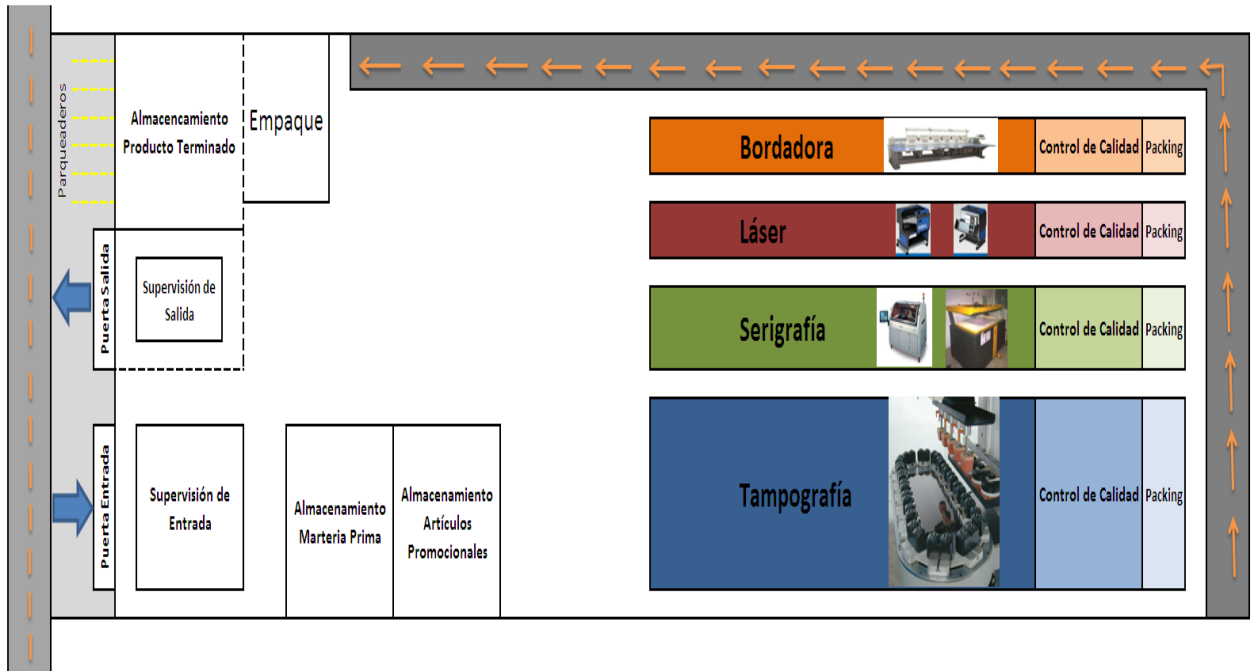 Parqueaderos
Almacencamiento
Producto Terminado
Empaque
Puerta Salida
Supervisión de
Salida
Puerta Entrada
Supervisión de
Entrada
Almacenamiento
Marteria Prima
Almacenamiento
Artículos
Promocionales
Bordadora
Control de Calidad
Packing
Láser
Control de Calidad
Packing
Serigrafía
Control de Calidad
Packing
Tampografía
Control de Calidad
Packing